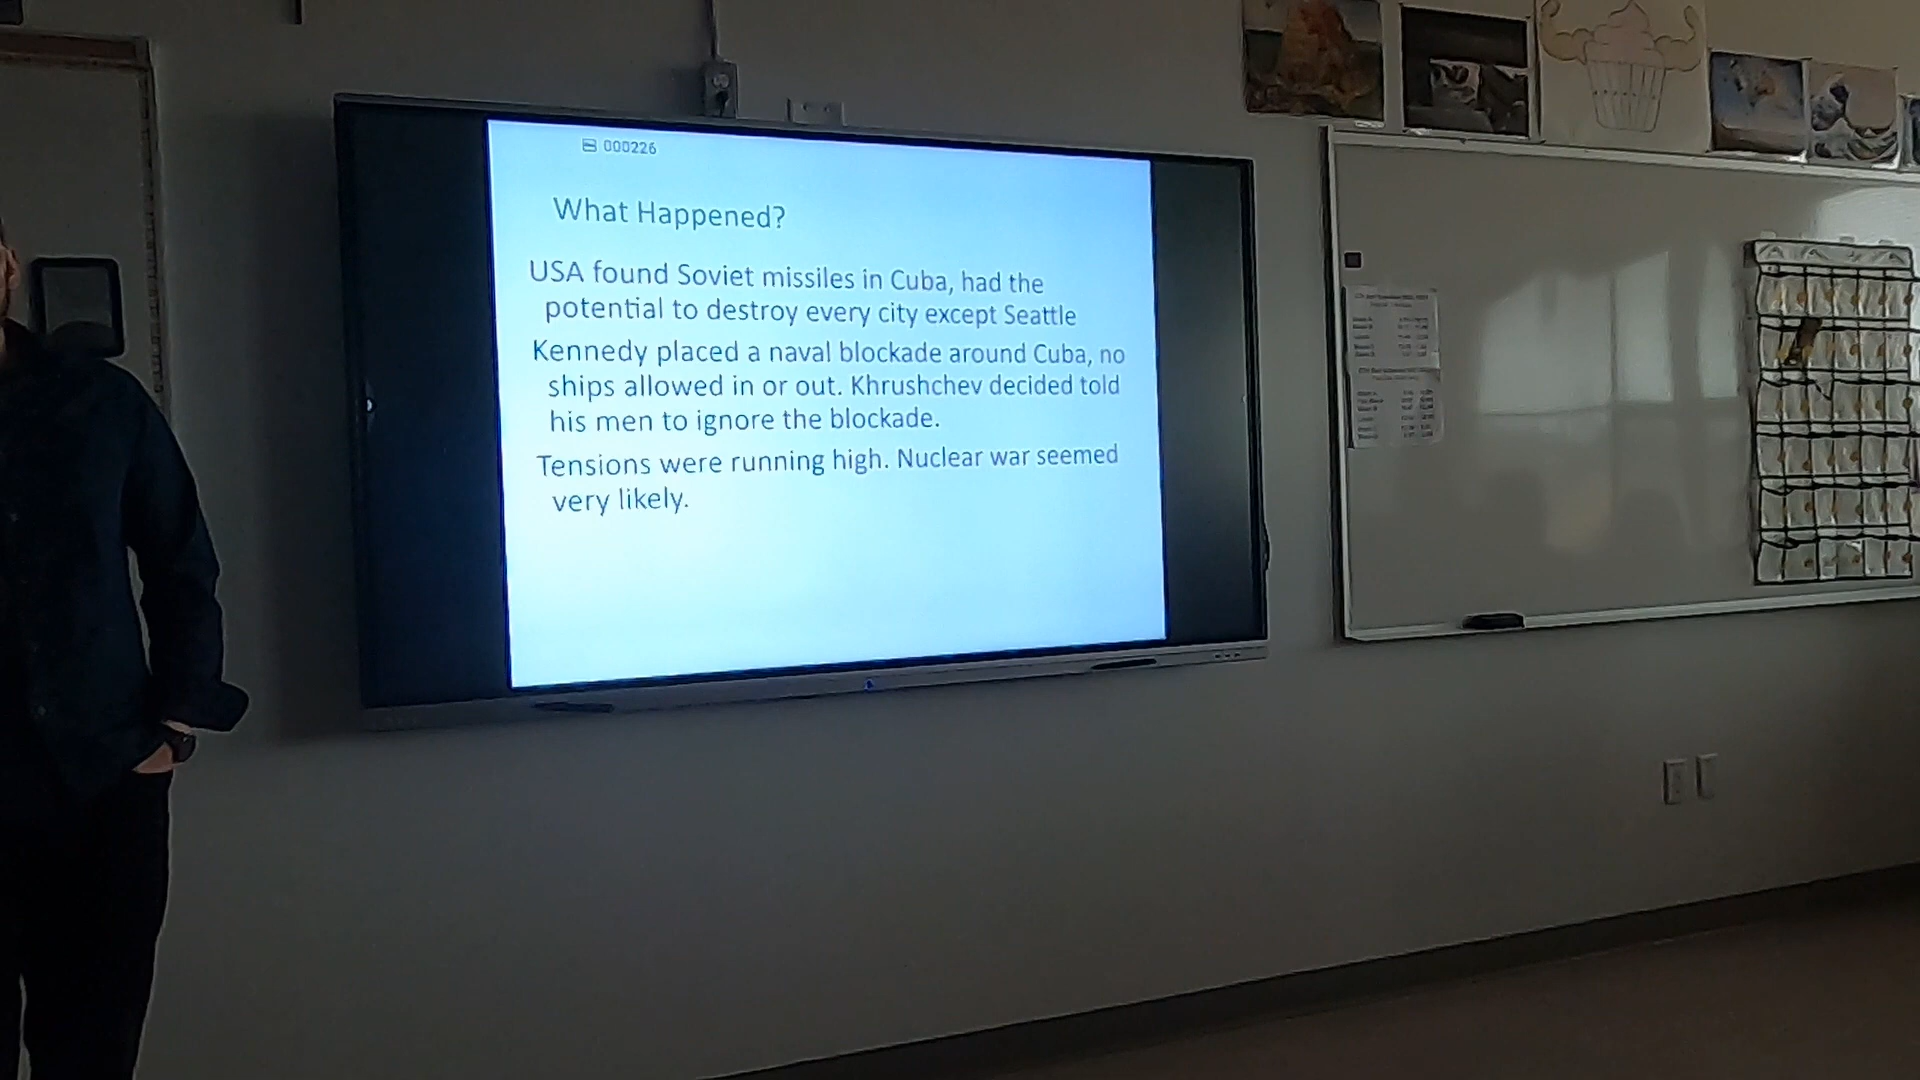 000226
What Happened?
USA found Soviet missiles in Cuba, had the
potential to destroy every city except Seattle
Kennedy placed a naval blockade around Cuba, no
ships allowed in or out. Khrushchev decided told
his men to ignore the blockade.
Tensions were running high. Nuclear war seemed
very likely.